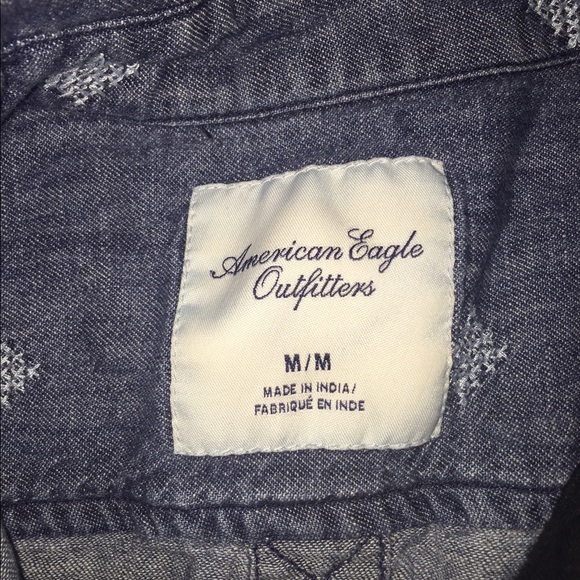 American Eagle
Outfitters
M/M
MADE IN INDIA/
FABRIQUÉ EN INDE